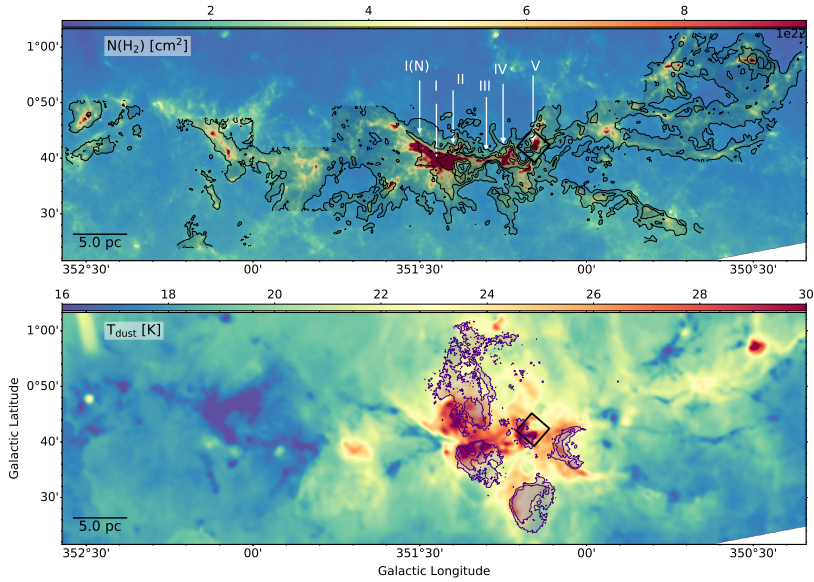 2 4 6 8
1e22
N(H₂) [cm²]
I(N) I II III IV V
1°00'
0°50'
40'
30'
5.0 pc
352°30' 00' 351°30' 00' 350°30'
16 18 20 22 24 26 28 30
T_dust [K]
1°00'
0°50'
40'
30'
Galactic Latitude
5.0 pc
352°30' 00' 351°30' 00' 350°30'
Galactic Longitude